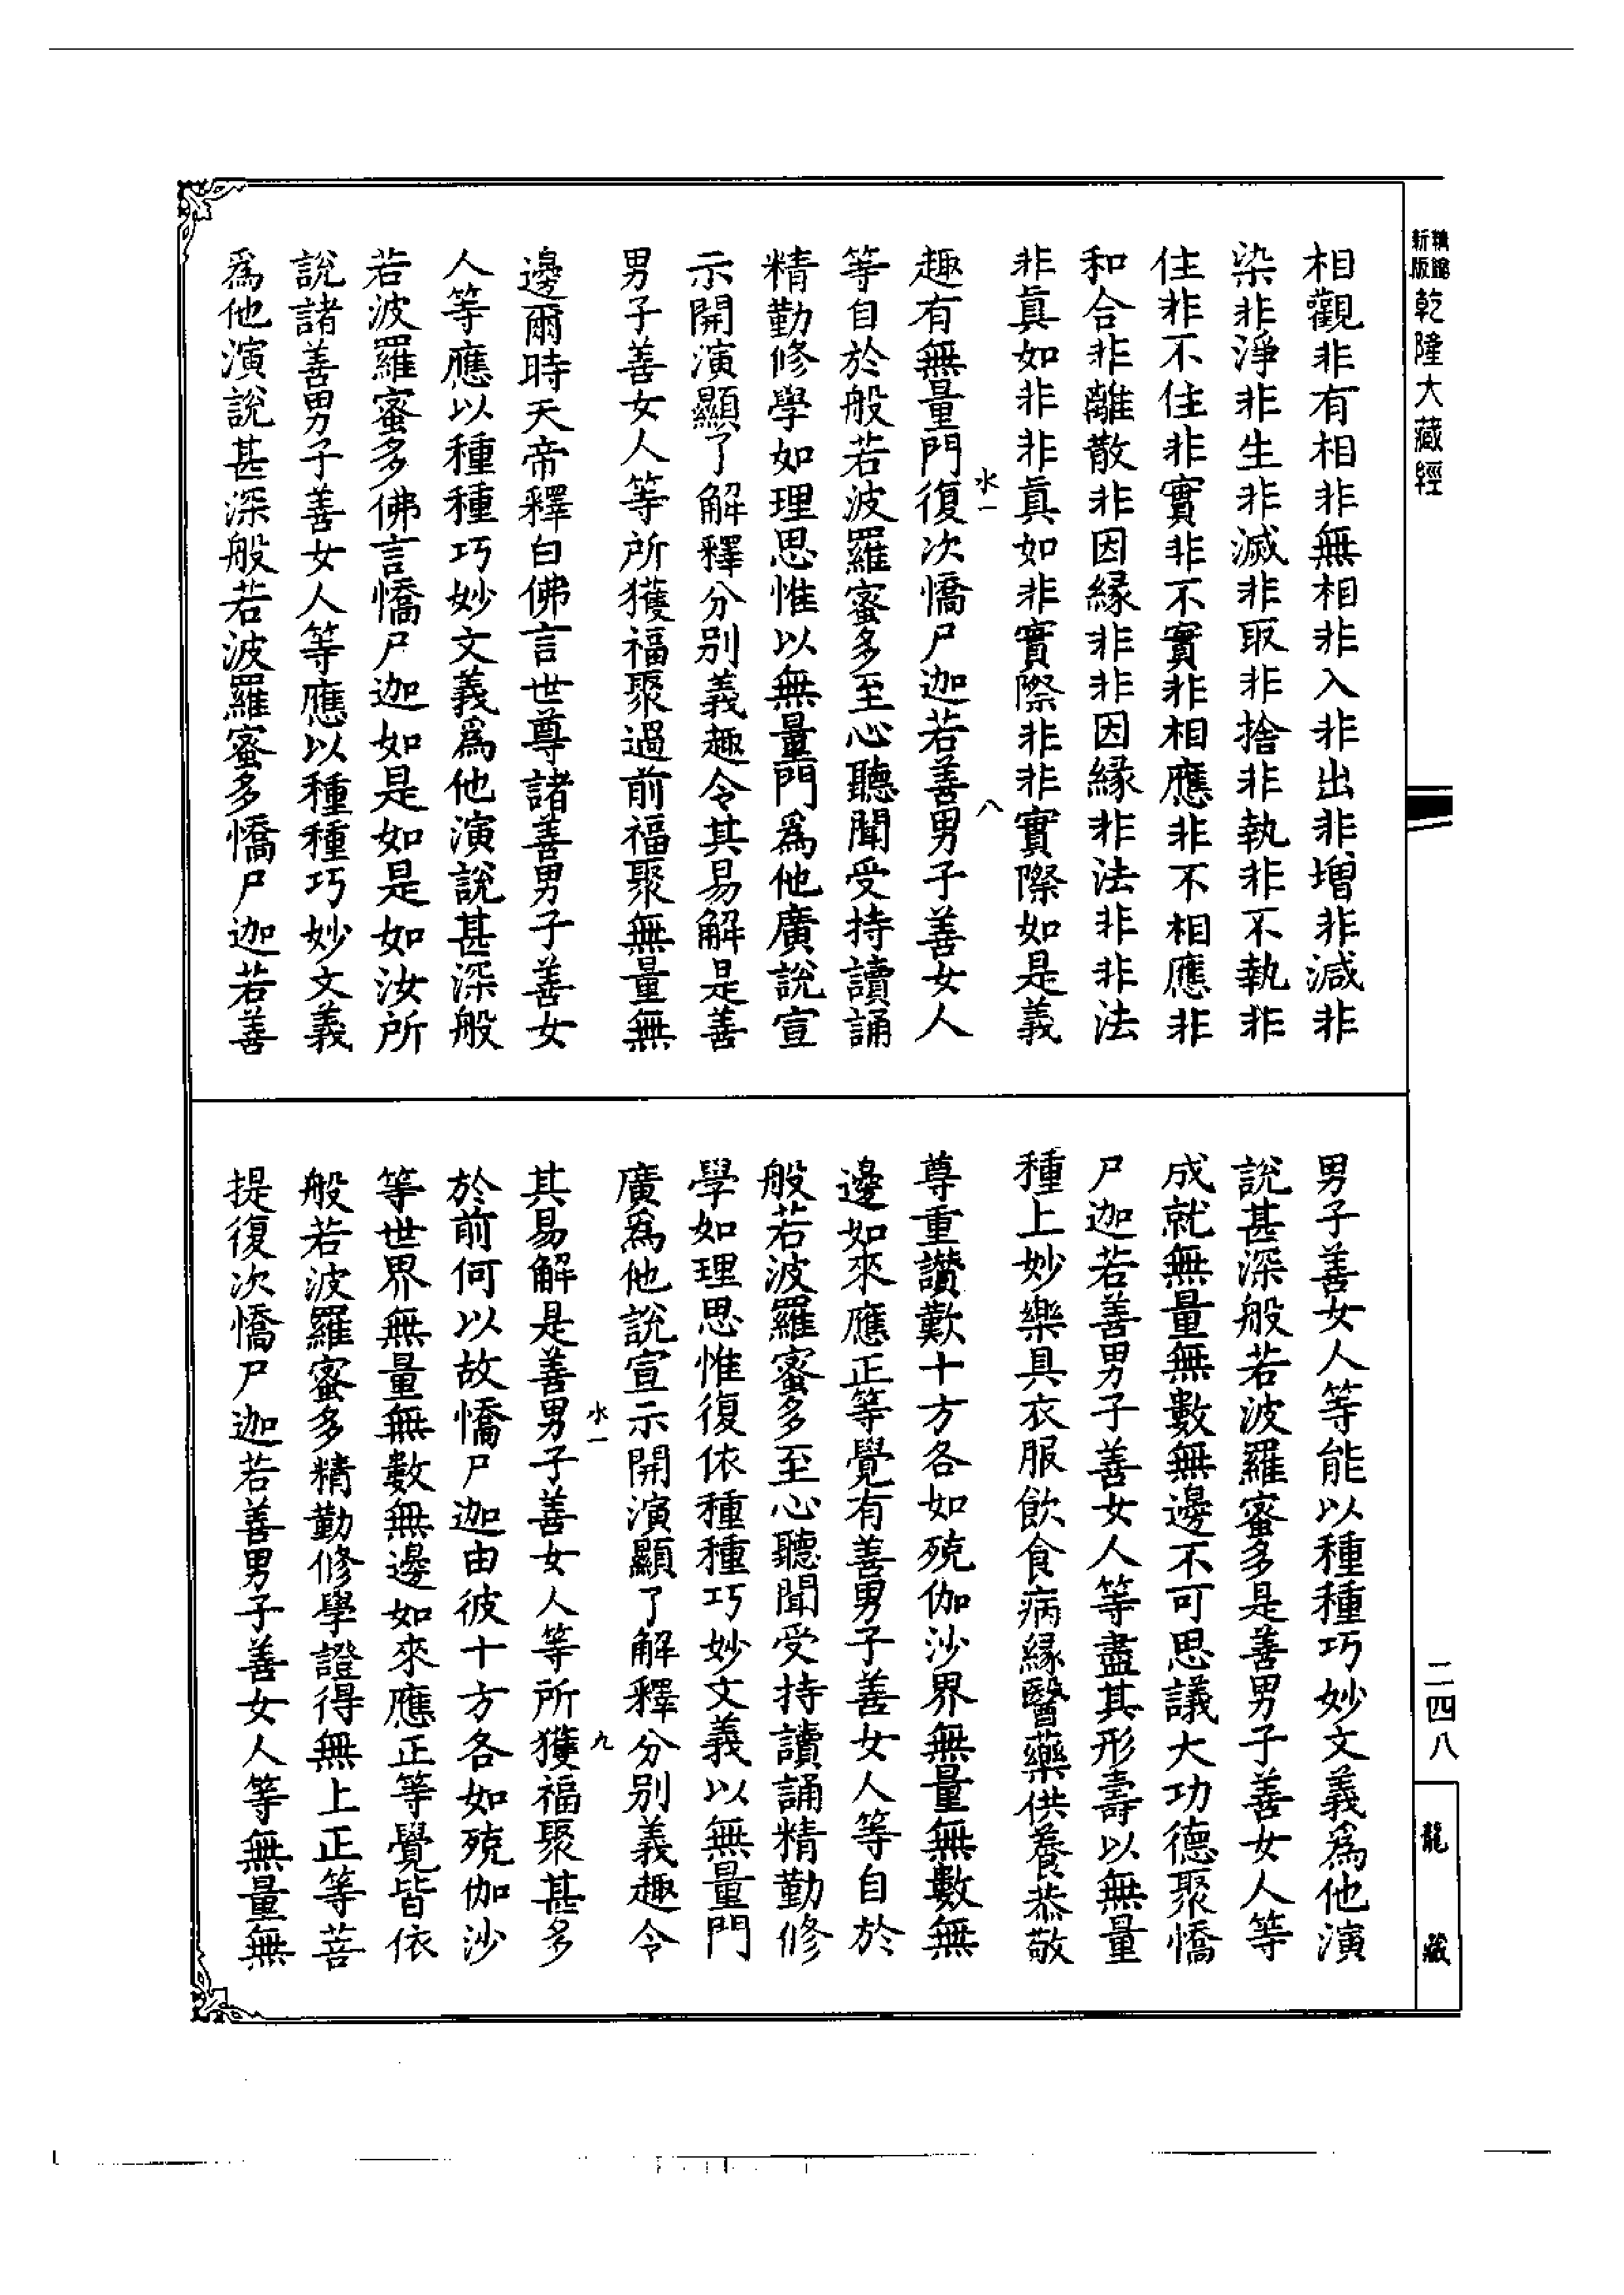 新版
精縮
乾隆大藏經
相觀非有相非無相非入非出非增非減非
染非淨非生非滅非取非捨非執非不執非
住非不住非實非不實非相應非不相應非
和合非離散非因緣非非因緣非法非非法
非眞如非非眞如非實際非非實際如是義
水一
八
趣有無量門復次憍尸迦若善男子善女人
等自於般若波羅蜜多至心聽聞受持讀誦
精勤修學如理思惟以無量門爲他廣說宣
示開演顯了解釋分別義趣令其易解是善
男子善女人等所獲福聚過前福聚無量無
邊爾時天帝釋白佛言世尊諸善男子善女
人等應以種種巧妙文義爲他演說甚深般
若波羅蜜多佛言憍尸迦如是如是如汝所
說諸善男子善女人等應以種種巧妙文義
爲他演說甚深般若波羅蜜多憍尸迦若善
男子善女人等能以種種巧妙文義爲他演
說甚深般若波羅蜜多是善男子善女人等
成就無量無數無邊不可思議大功德聚憍
尸迦若善男子善女人等盡其形壽以無量
種上妙樂具衣服飲食病緣醫藥供養恭敬
尊重讚歎十方各如殑伽沙界無量無數無
邊如來應正等覺有善男子善女人等自於
般若波羅蜜多至心聽聞受持讀誦精勤修
學如理思惟復依種種巧妙文義以無量門
廣爲他說宣示開演顯了解釋分別義趣令
水一
九
其易解是善男子善女人等所獲福聚甚多
於前何以故憍尸迦由彼十方各如殑伽沙
等世界無量無數無邊如來應正等覺皆依
般若波羅蜜多精勤修學證得無上正等菩
提復次憍尸迦若善男子善女人等無量無
二四八
龍藏